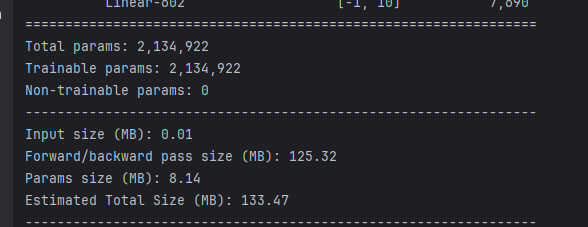 Linear-802 [-1, 10] 7,690
================================================================
Total params: 2,134,922
Trainable params: 2,134,922
Non-trainable params: 0
----------------------------------------------------------------
Input size (MB): 0.01
Forward/backward pass size (MB): 125.32
Params size (MB): 8.14
Estimated Total Size (MB): 133.47
----------------------------------------------------------------